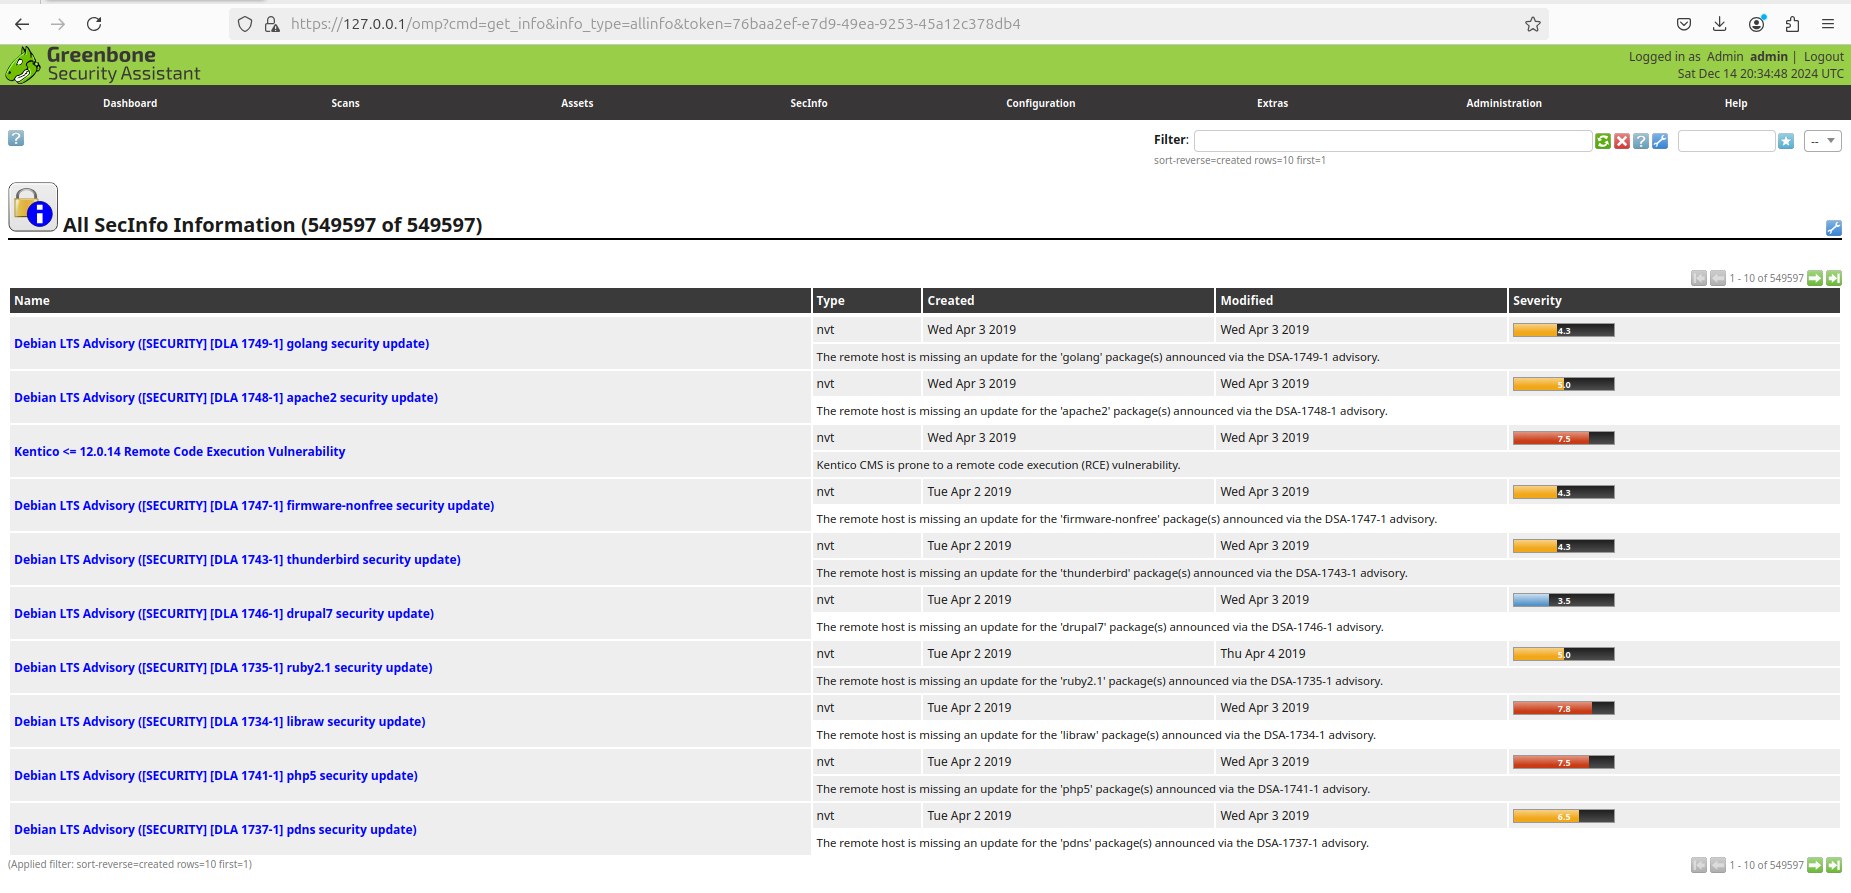 https://127.0.0.1/omp?cmd=get_info&info_type=allinfo&token=76baa2ef-e7d9-49ea-9253-45a12c378db4
Greenbone
Security Assistant
Logged in as Admin admin | Logout
Sat Dec 14 20:34:48 2024 UTC
Dashboard Scans Assets SecInfo Configuration Extras Administration Help
? Filter: ? --
sort-reverse=created rows=10 first=1
All SecInfo Information (549597 of 549597)
1 - 10 of 549597
Name Type Created Modified Severity
Debian LTS Advisory ([SECURITY] [DLA 1749-1] golang security update) nvt Wed Apr 3 2019 Wed Apr 3 2019 4.3
The remote host is missing an update for the 'golang' package(s) announced via the DSA-1749-1 advisory.
Debian LTS Advisory ([SECURITY] [DLA 1748-1] apache2 security update) nvt Wed Apr 3 2019 Wed Apr 3 2019 5.0
The remote host is missing an update for the 'apache2' package(s) announced via the DSA-1748-1 advisory.
Kentico <= 12.0.14 Remote Code Execution Vulnerability nvt Wed Apr 3 2019 Wed Apr 3 2019 7.5
Kentico CMS is prone to a remote code execution (RCE) vulnerability.
Debian LTS Advisory ([SECURITY] [DLA 1747-1] firmware-nonfree security update) nvt Tue Apr 2 2019 Wed Apr 3 2019 4.3
The remote host is missing an update for the 'firmware-nonfree' package(s) announced via the DSA-1747-1 advisory.
Debian LTS Advisory ([SECURITY] [DLA 1743-1] thunderbird security update) nvt Tue Apr 2 2019 Wed Apr 3 2019 4.3
The remote host is missing an update for the 'thunderbird' package(s) announced via the DSA-1743-1 advisory.
Debian LTS Advisory ([SECURITY] [DLA 1746-1] drupal7 security update) nvt Tue Apr 2 2019 Wed Apr 3 2019 3.5
The remote host is missing an update for the 'drupal7' package(s) announced via the DSA-1746-1 advisory.
Debian LTS Advisory ([SECURITY] [DLA 1735-1] ruby2.1 security update) nvt Tue Apr 2 2019 Thu Apr 4 2019 5.0
The remote host is missing an update for the 'ruby2.1' package(s) announced via the DSA-1735-1 advisory.
Debian LTS Advisory ([SECURITY] [DLA 1734-1] libraw security update) nvt Tue Apr 2 2019 Wed Apr 3 2019 7.8
The remote host is missing an update for the 'libraw' package(s) announced via the DSA-1734-1 advisory.
Debian LTS Advisory ([SECURITY] [DLA 1741-1] php5 security update) nvt Tue Apr 2 2019 Wed Apr 3 2019 7.5
The remote host is missing an update for the 'php5' package(s) announced via the DSA-1741-1 advisory.
Debian LTS Advisory ([SECURITY] [DLA 1737-1] pdns security update) nvt Tue Apr 2 2019 Wed Apr 3 2019 6.5
The remote host is missing an update for the 'pdns' package(s) announced via the DSA-1737-1 advisory.
(Applied filter: sort-reverse=created rows=10 first=1) 1 - 10 of 549597